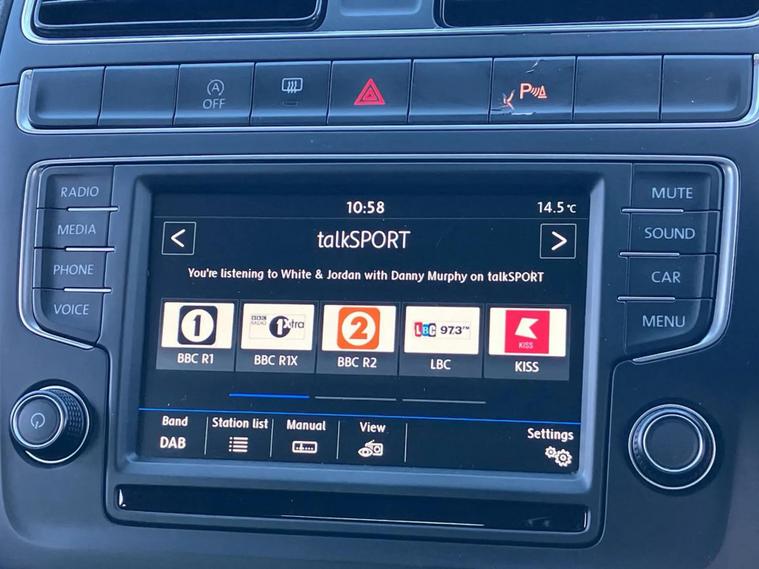 A
OFF
P
RADIO
MEDIA
PHONE
VOICE
10:58
14.5°C
< talkSPORT >
You're listening to White & Jordan with Danny Murphy on talkSPORT
1
BBC RADIO 1Xtra
2
LBC 97.3FM
KISS
BBC R1
BBC R1X
BBC R2
LBC
KISS
Band
DAB
Station list
Manual
View
Settings
MUTE
SOUND
CAR
MENU